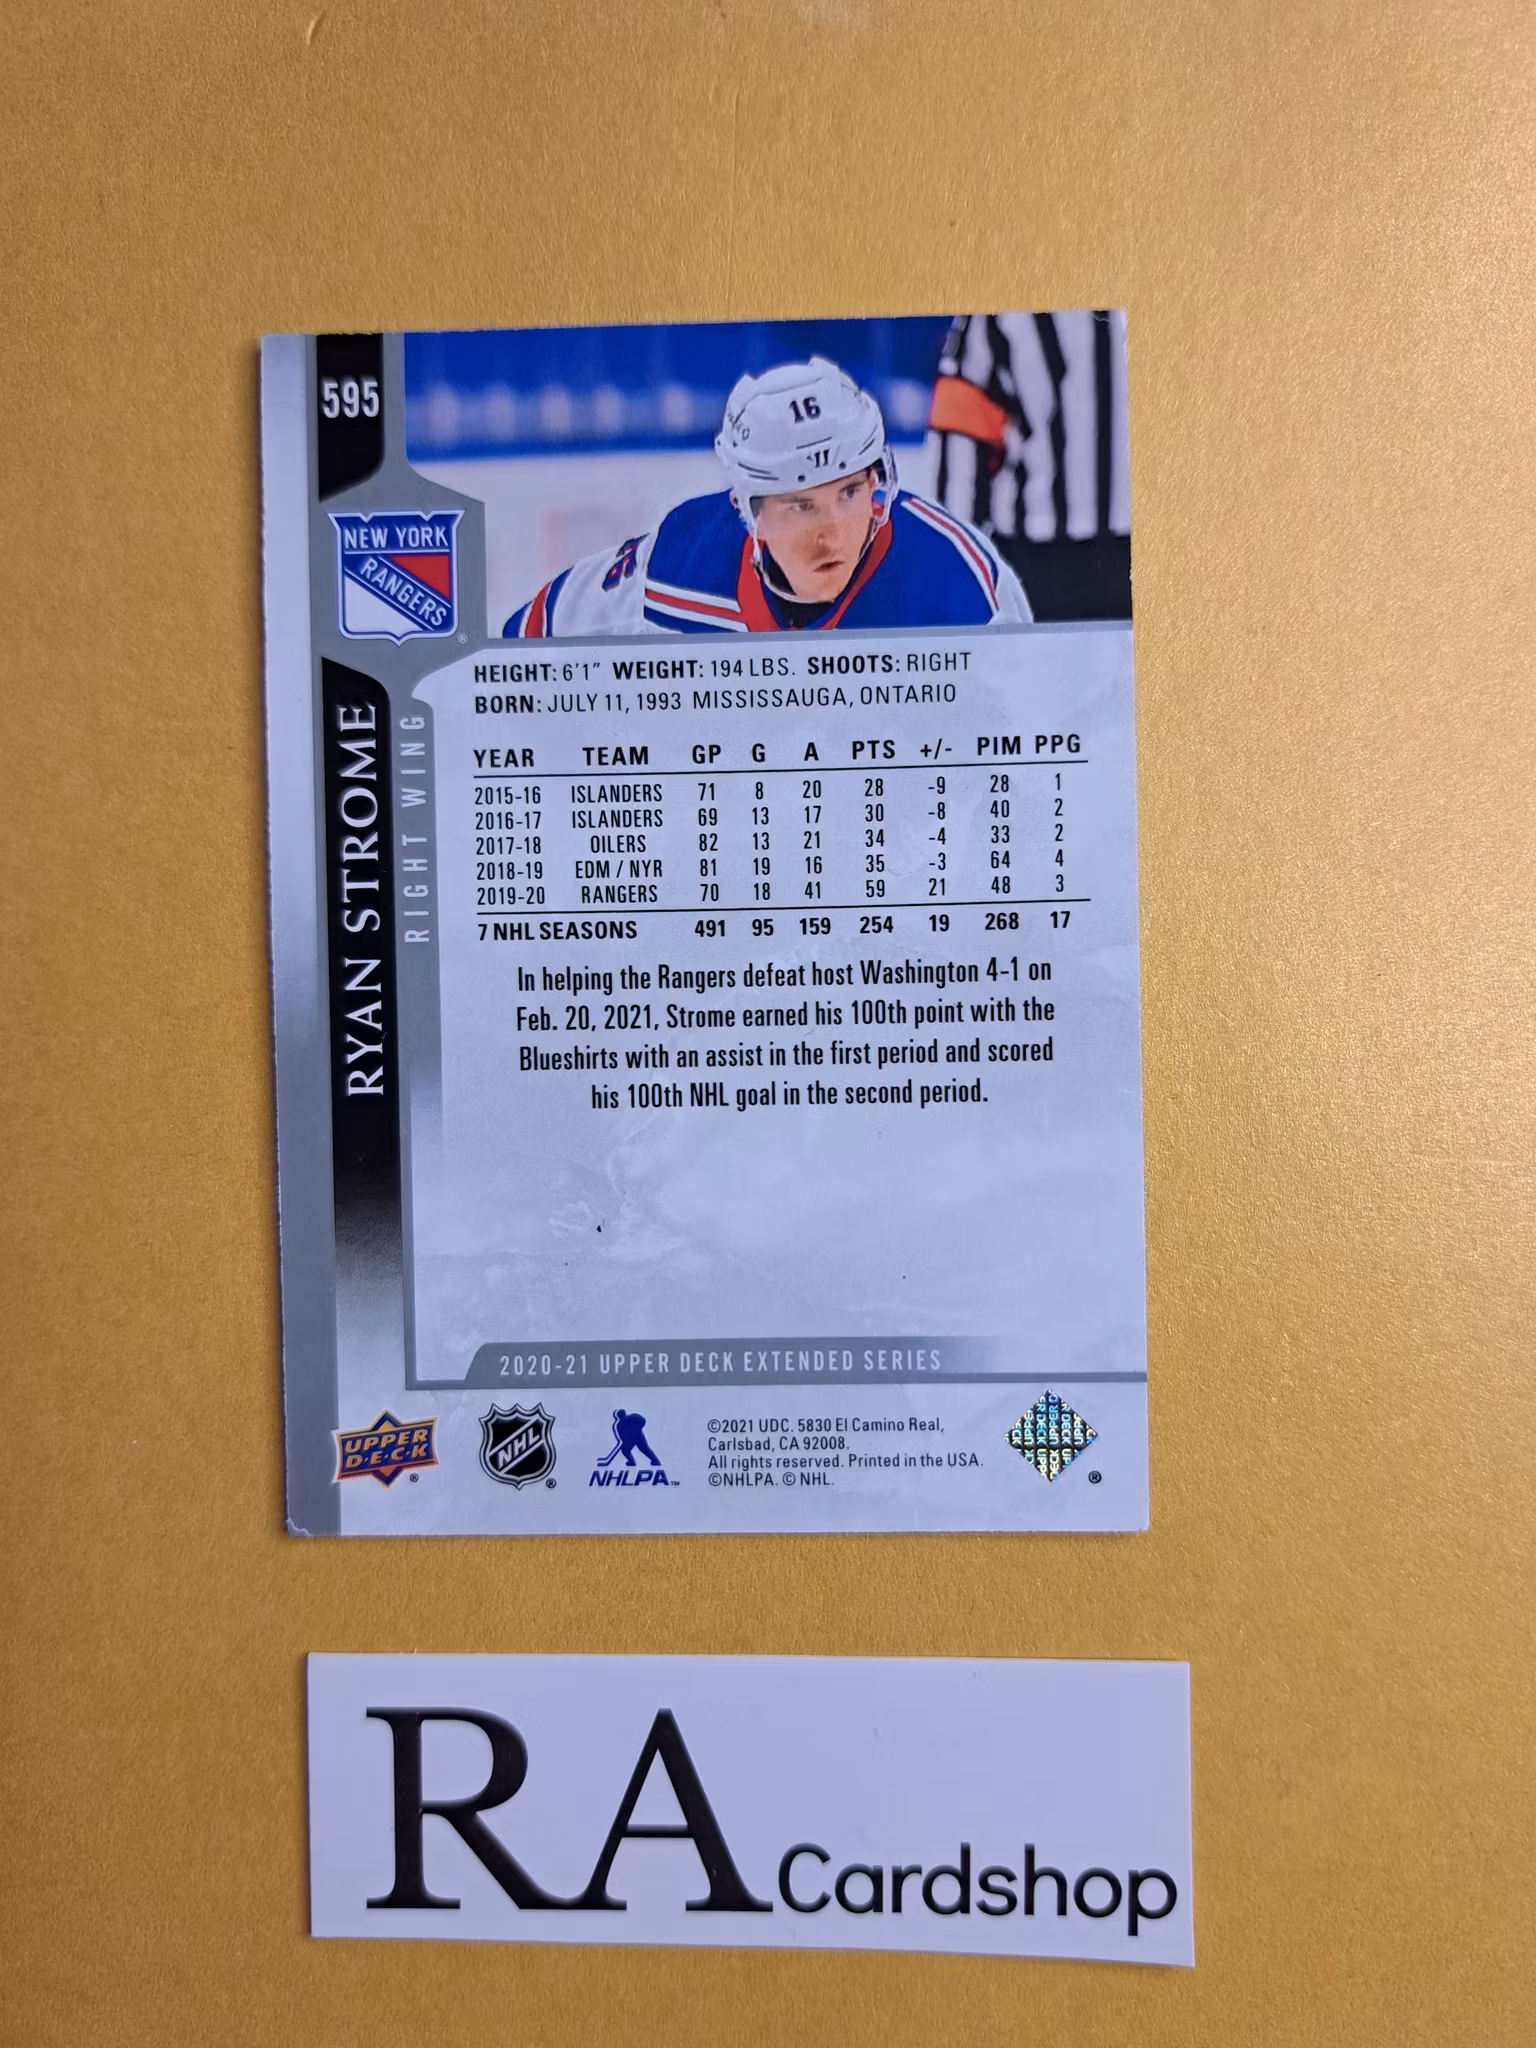 595
16
16
NEW YORK
RANGERS
®
RYAN STROME
RIGHT WING
HEIGHT: 6'1" WEIGHT: 194 LBS. SHOOTS: RIGHT
BORN: JULY 11, 1993 MISSISSAUGA, ONTARIO
YEAR TEAM GP G A PTS +/- PIM PPG
2015-16 ISLANDERS 71 8 20 28 -9 28 1
2016-17 ISLANDERS 69 13 17 30 -8 40 2
2017-18 OILERS 82 13 21 34 -4 33 2
2018-19 EDM / NYR 81 19 16 35 -3 64 4
2019-20 RANGERS 70 18 41 59 21 48 3
7 NHL SEASONS 491 95 159 254 19 268 17
In helping the Rangers defeat host Washington 4-1 on
Feb. 20, 2021, Strome earned his 100th point with the
Blueshirts with an assist in the first period and scored
his 100th NHL goal in the second period.
2020-21 UPPER DECK EXTENDED SERIES
UPPER
D·E·C·K
®
NHL
®
NHLPA™
©2021 UDC. 5830 El Camino Real,
Carlsbad, CA 92008.
All rights reserved. Printed in the USA.
©NHLPA. © NHL.
®
RA Cardshop